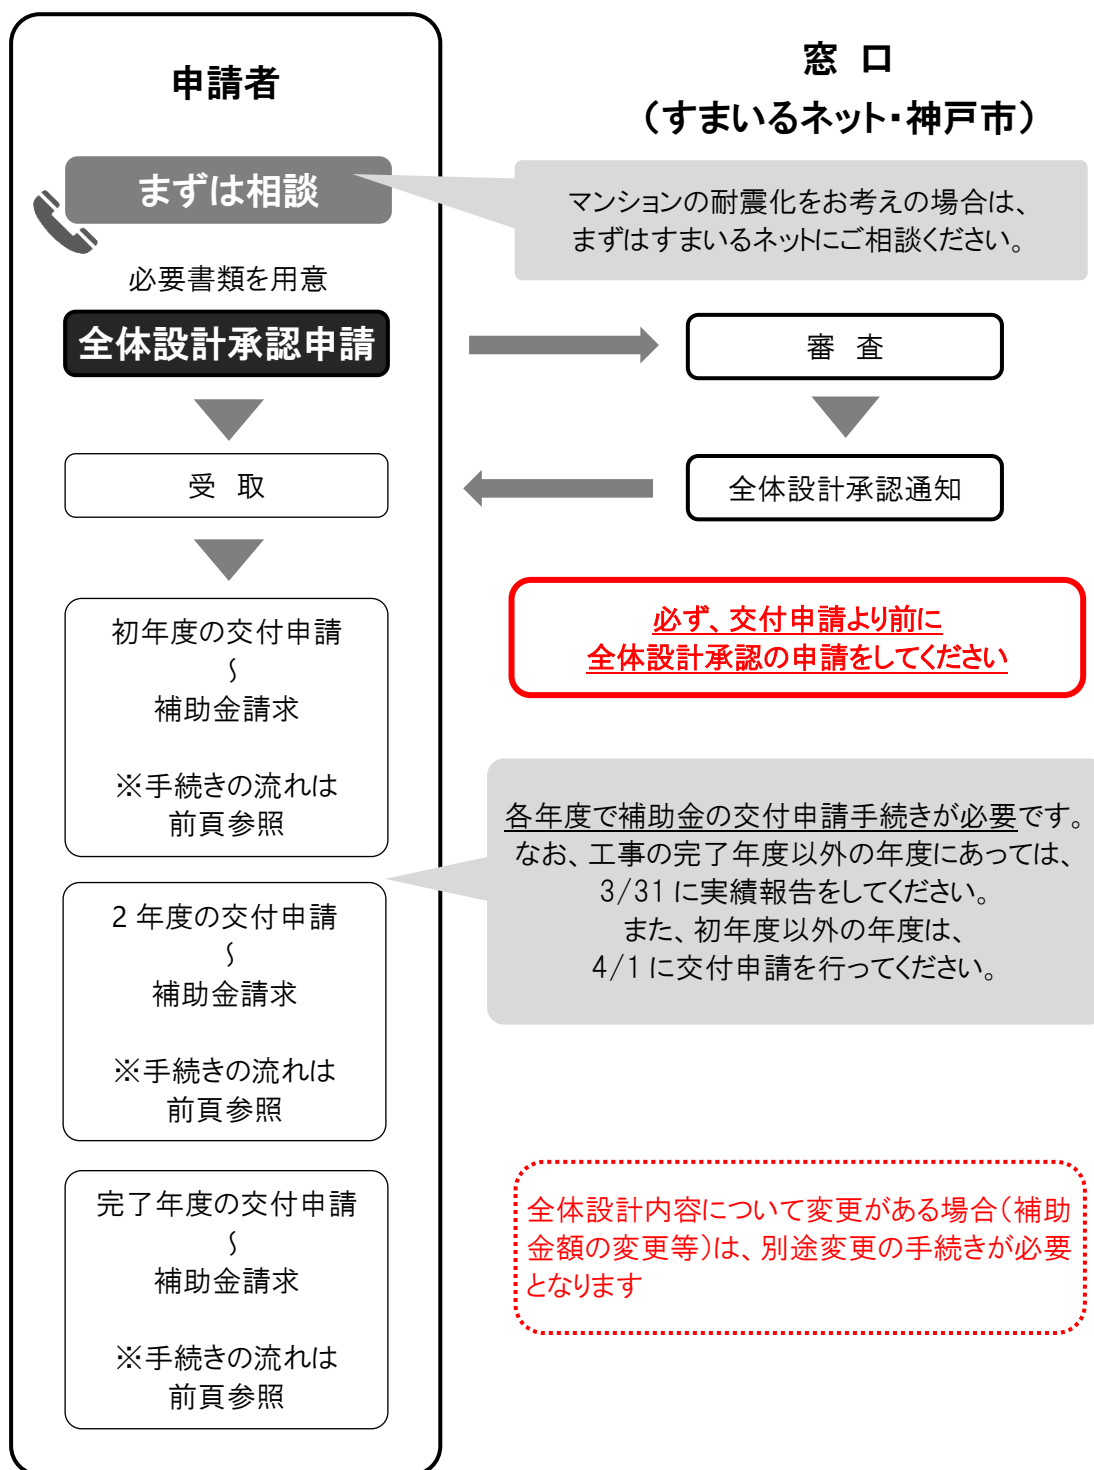 申請者
窓 口
（すまいるネット・神戸市）
まずは相談
マンションの耐震化をお考えの場合は、
まずはすまいるネットにご相談ください。
必要書類を用意
全体設計承認申請
審 査
受 取
全体設計承認通知
初年度の交付申請
～
補助金請求
※手続きの流れは
前頁参照
必ず、交付申請より前に
全体設計承認の申請をしてください
各年度で補助金の交付申請手続きが必要です。
なお、工事の完了年度以外の年度にあっては、
3/31に実績報告をしてください。
また、初年度以外の年度は、
4/1に交付申請を行ってください。
2年度の交付申請
～
補助金請求
※手続きの流れは
前頁参照
完了年度の交付申請
～
補助金請求
※手続きの流れは
前頁参照
全体設計内容について変更がある場合（補助
金額の変更等）は、別途変更の手続きが必要
となります